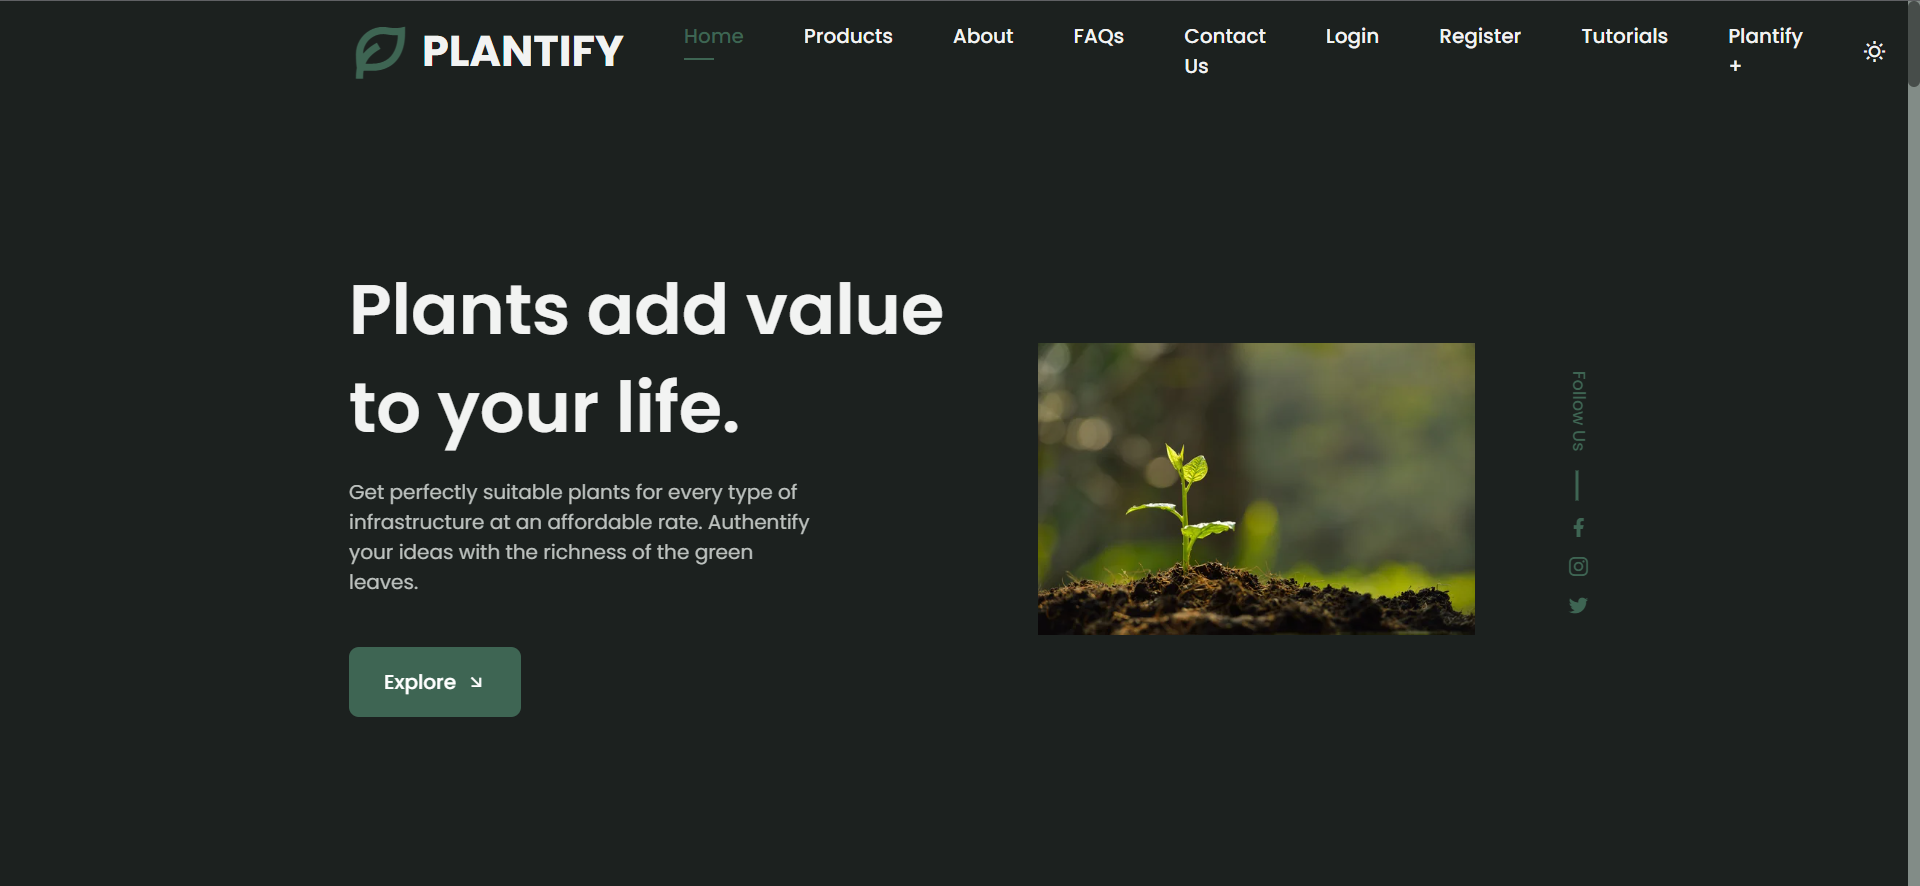 PLANTIFY
Home
Products
About
FAQs
Contact
Us
Login
Register
Tutorials
Plantify
+
Plants add value
to your life.
Get perfectly suitable plants for every type of
infrastructure at an affordable rate. Authentify
your ideas with the richness of the green
leaves.
Explore
Follow Us